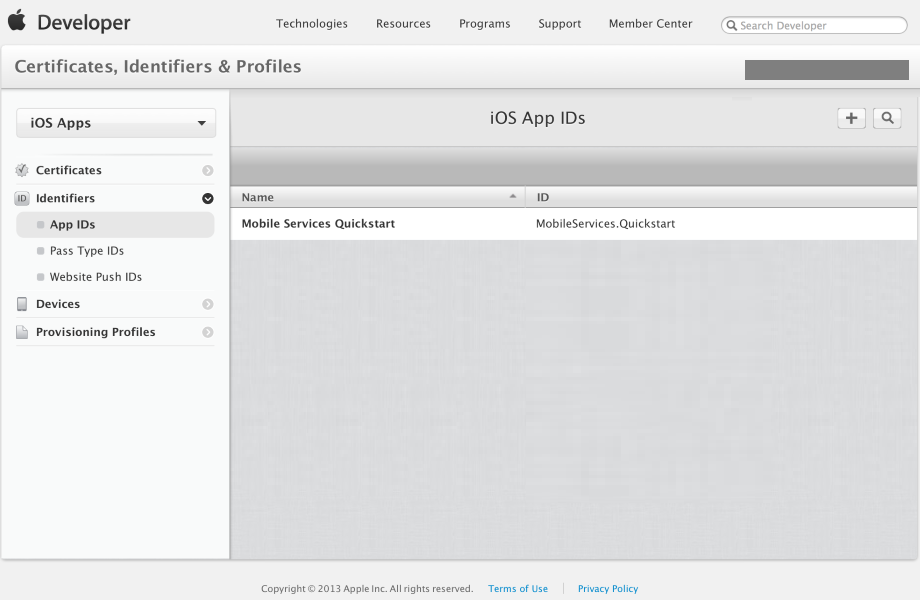 Developer
Technologies Resources Programs Support Member Center Search Developer
Certificates, Identifiers & Profiles
iOS Apps
Certificates
ID Identifiers
App IDs
Pass Type IDs
Website Push IDs
Devices
Provisioning Profiles
iOS App IDs
Name ID
Mobile Services Quickstart MobileServices.Quickstart
Copyright © 2013 Apple Inc. All rights reserved. Terms of Use Privacy Policy